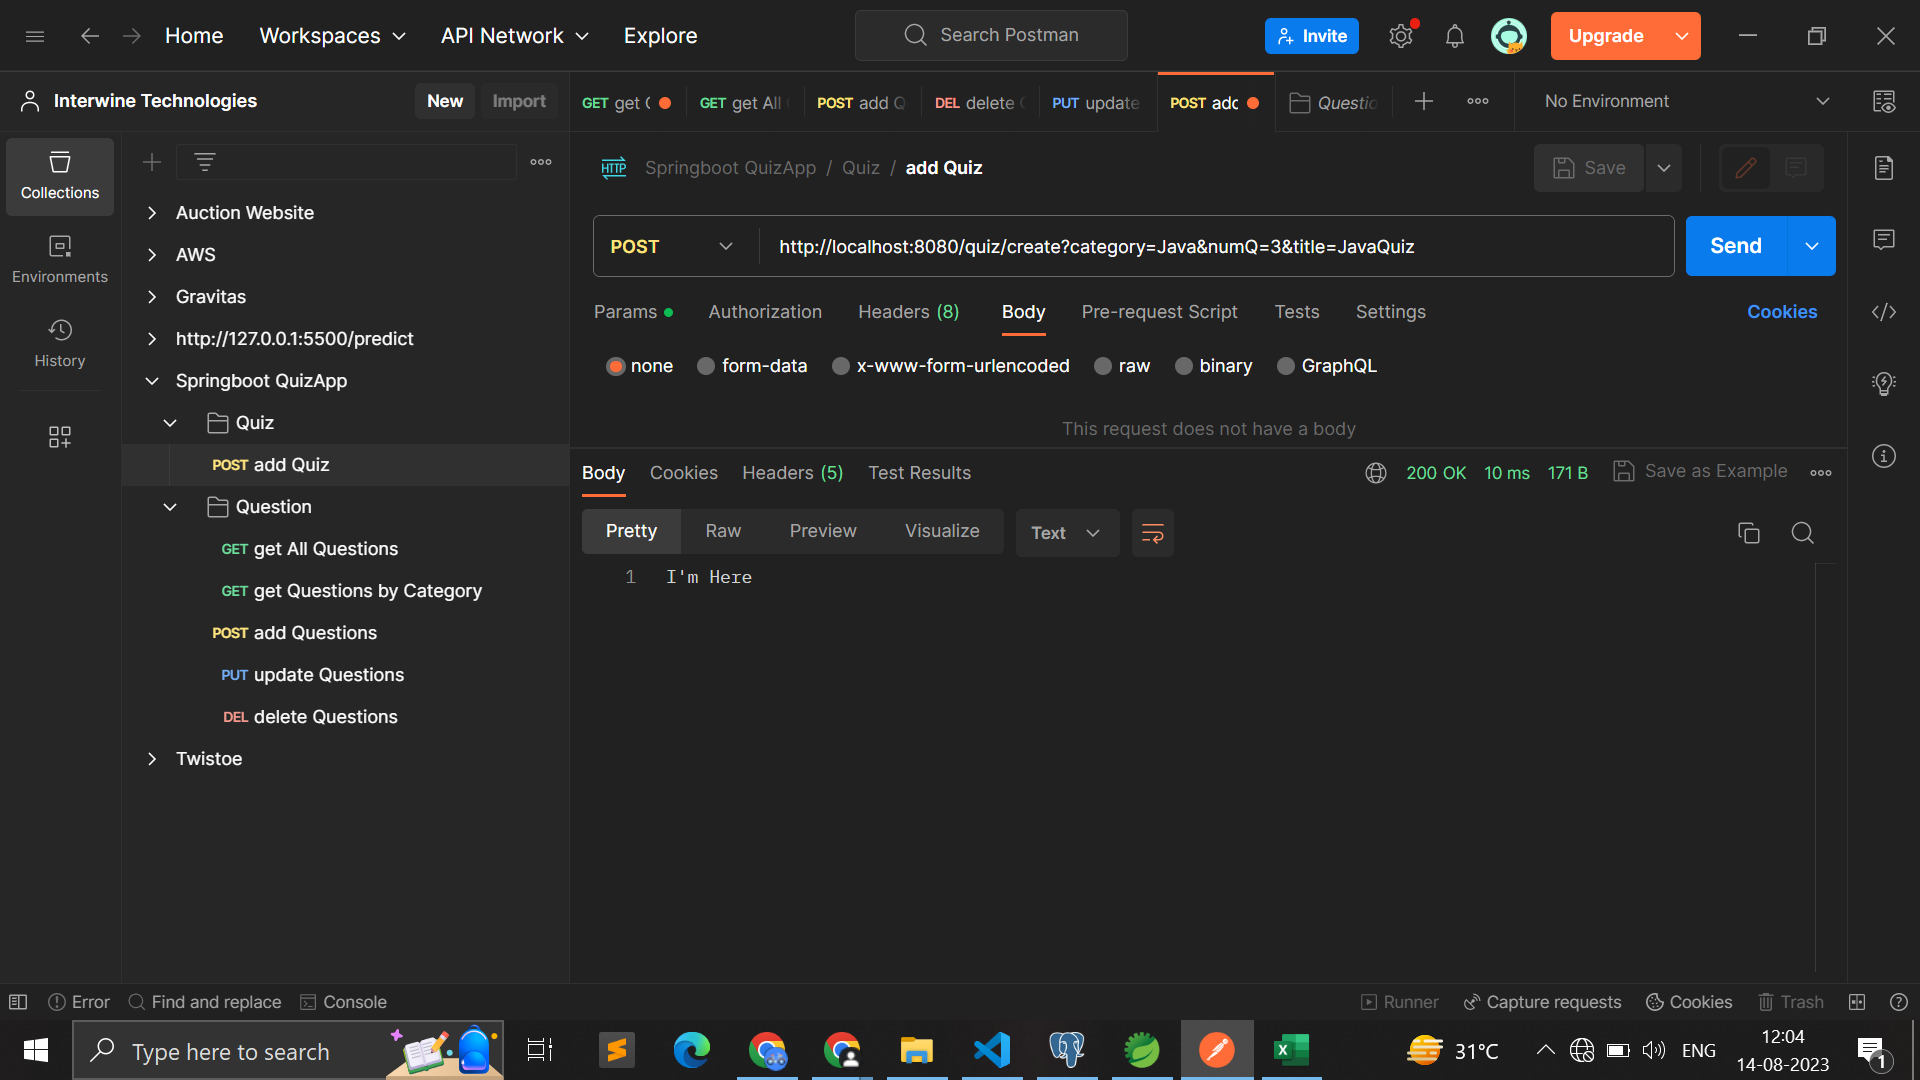 Home
Workspaces
API Network
Explore
Search Postman
Invite
Upgrade
Interwine Technologies
New
Import
GET get
GET get All
POST add Q
DEL delete
PUT update
POST add
Questio
No Environment
Collections
Environments
History
Auction Website
AWS
Gravitas
http://127.0.0.1:5500/predict
Springboot QuizApp
Quiz
POST add Quiz
Question
GET get All Questions
GET get Questions by Category
POST add Questions
PUT update Questions
DEL delete Questions
Twistoe
HTTP Springboot QuizApp / Quiz / add Quiz
Save
POST http://localhost:8080/quiz/create?category=Java&numQ=3&title=JavaQuiz
Send
Params Authorization Headers (8) Body Pre-request Script Tests Settings Cookies
none form-data x-www-form-urlencoded raw binary GraphQL
This request does not have a body
Body Cookies Headers (5) Test Results 200 OK 10 ms 171 B Save as Example
Pretty Raw Preview Visualize Text
1 I'm Here
Error Find and replace Console Runner Capture requests Cookies Trash
Type here to search
31°C
ENG
12:04
14-08-2023
1